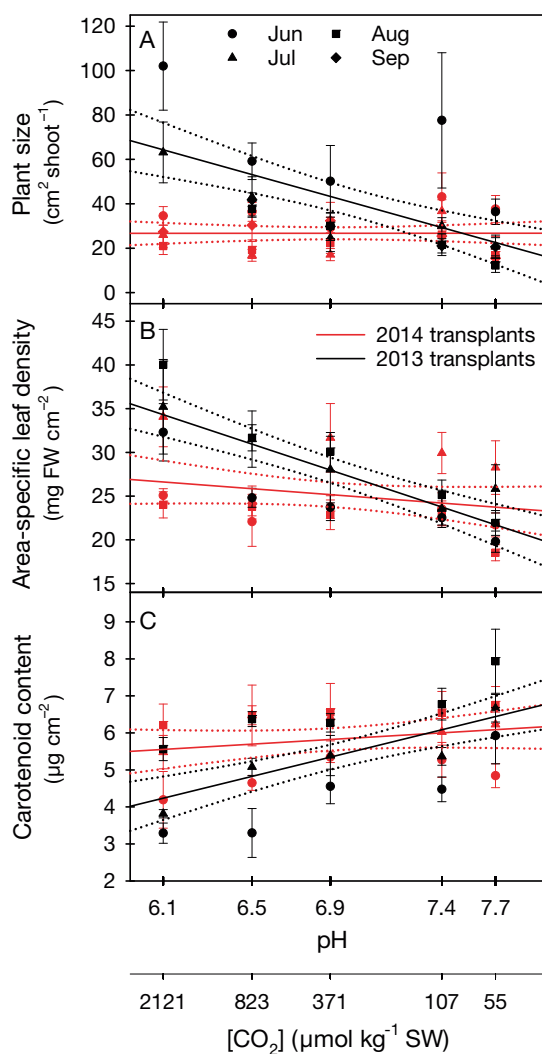 A
Jun
Aug
Jul
Sep
120
100
80
60
40
20
0
Plant size
(cm² shoot⁻¹)
B
2014 transplants
2013 transplants
45
40
35
30
25
20
15
Area-specific leaf density
(mg FW cm⁻²)
C
9
8
7
6
5
4
3
2
Carotenoid content
(µg cm⁻²)
6.1 6.5 6.9 7.4 7.7
pH
2121 823 371 107 55
[CO₂] (µmol kg⁻¹ SW)